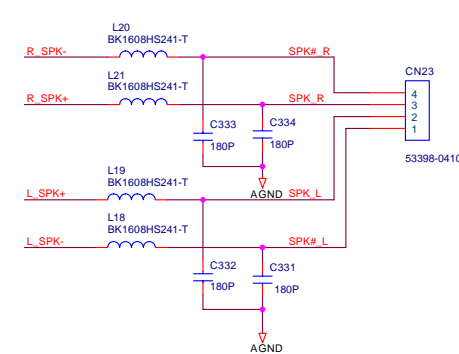 L20
BK1608HS241-T
R_SPK-
SPK#_R
L21
BK1608HS241-T
R_SPK+
SPK_R
CN23
4
3
2
1
53398-0410
C333
180P
C334
180P
AGND
L19
BK1608HS241-T
L_SPK+
SPK_L
L18
BK1608HS241-T
L_SPK-
SPK#_L
C332
180P
C331
180P
AGND